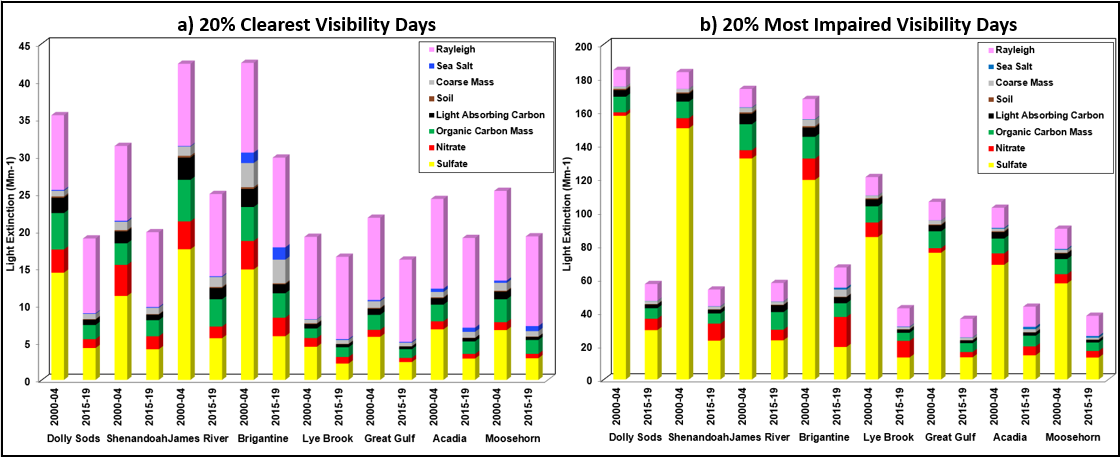 a) 20% Clearest Visibility Days
Light Extinction (Mm-1)
45
40
35
30
25
20
15
10
5
0
Rayleigh
Sea Salt
Coarse Mass
Soil
Light Absorbing Carbon
Organic Carbon Mass
Nitrate
Sulfate
2000-04 2015-19 2000-04 2015-19 2000-04 2015-19 2000-04 2015-19 2000-04 2015-19 2000-04 2015-19 2000-04 2015-19 2000-04 2015-19
Dolly Sods Shenandoah James River Brigantine Lye Brook Great Gulf Acadia Moosehorn
b) 20% Most Impaired Visibility Days
Light Extinction (Mm-1)
200
180
160
140
120
100
80
60
40
20
0
Rayleigh
Sea Salt
Coarse Mass
Soil
Light Absorbing Carbon
Organic Carbon Mass
Nitrate
Sulfate
2000-04 2015-19 2000-04 2015-19 2000-04 2015-19 2000-04 2015-19 2000-04 2015-19 2000-04 2015-19 2000-04 2015-19 2000-04 2015-19
Dolly Sods Shenandoah James River Brigantine Lye Brook Great Gulf Acadia Moosehorn